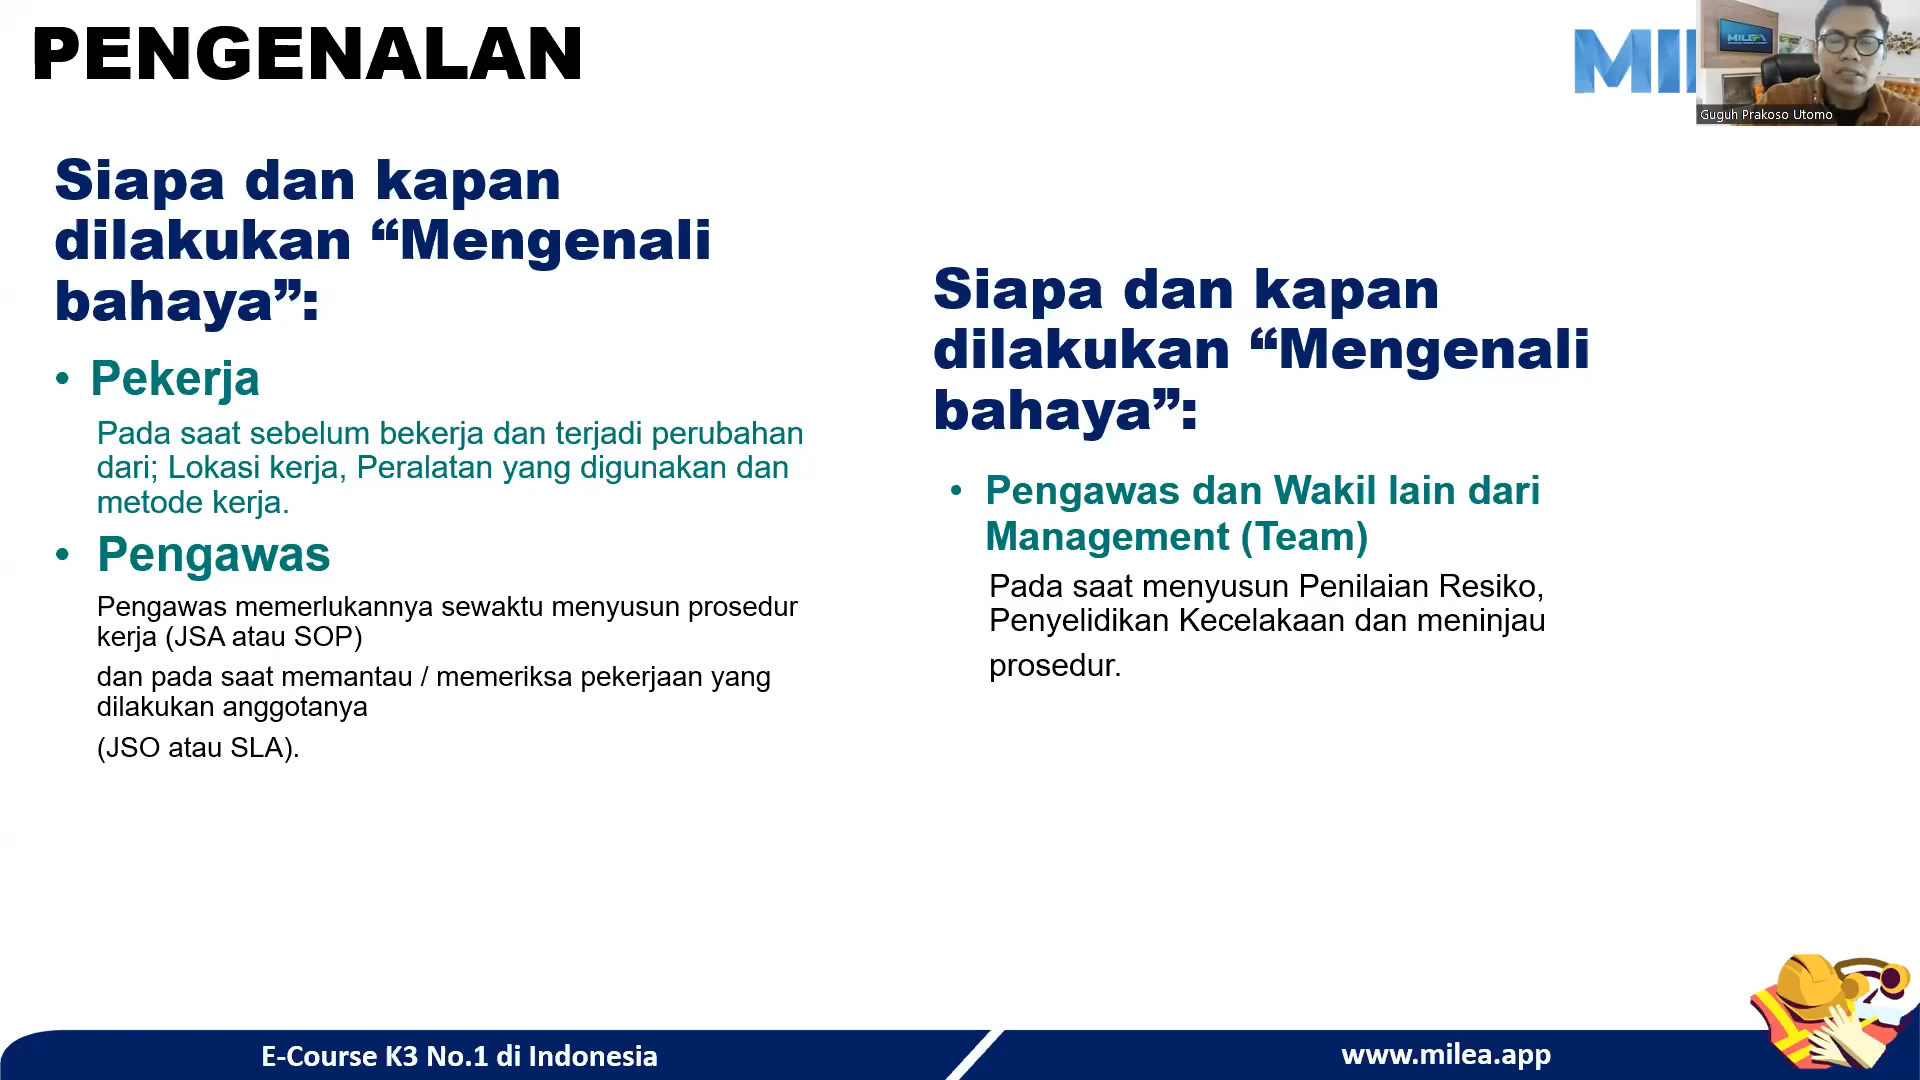 PENGENALAN
MILEA
Guguh Prakoso Utomo
Siapa dan kapan
dilakukan “Mengenali
bahaya”:
• Pekerja
Pada saat sebelum bekerja dan terjadi perubahan
dari; Lokasi kerja, Peralatan yang digunakan dan
metode kerja.
• Pengawas
Pengawas memerlukannya sewaktu menyusun prosedur
kerja (JSA atau SOP)
dan pada saat memantau / memeriksa pekerjaan yang
dilakukan anggotanya
(JSO atau SLA).
Siapa dan kapan
dilakukan “Mengenali
bahaya”:
• Pengawas dan Wakil lain dari
Management (Team)
Pada saat menyusun Penilaian Resiko,
Penyelidikan Kecelakaan dan meninjau
prosedur.
E-Course K3 No.1 di Indonesia
www.milea.app